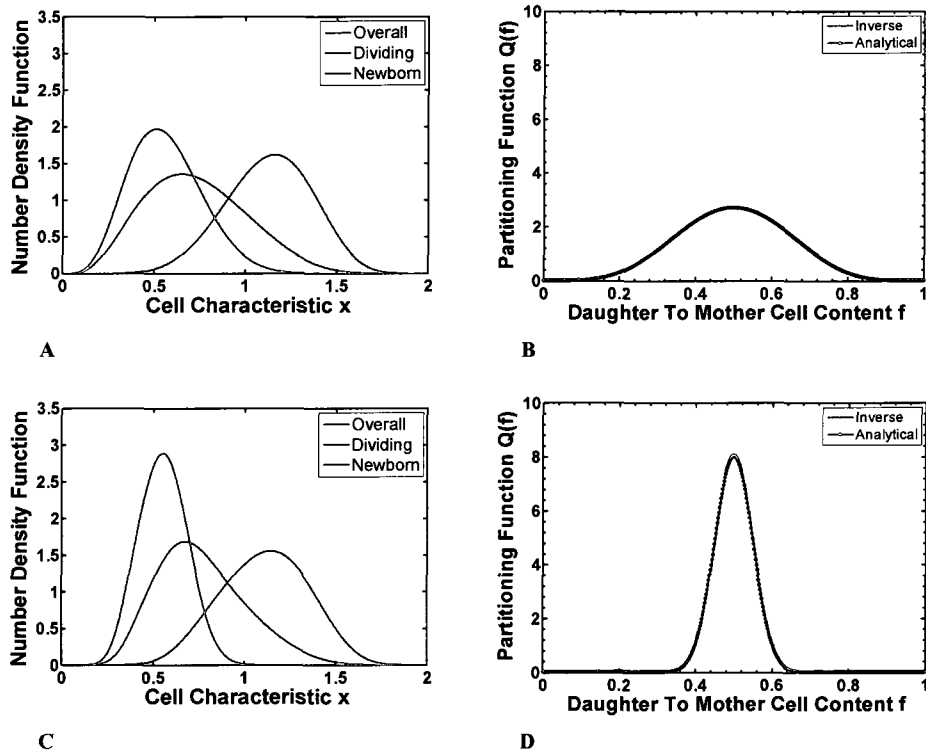 Number Density Function
3.5
3
2.5
2
1.5
1
0.5
0
Overall
Dividing
Newborn
0 0.5 1 1.5 2
Cell Characteristic x
A
Partitioning Function Q(f)
10
8
6
4
2
0
Inverse
Analytical
0 0.2 0.4 0.6 0.8 1
Daughter To Mother Cell Content f
B
Number Density Function
3.5
3
2.5
2
1.5
1
0.5
0
Overall
Dividing
Newborn
0 0.5 1 1.5 2
Cell Characteristic x
C
Partitioning Function Q(f)
10
8
6
4
2
0
Inverse
Analytical
0 0.2 0.4 0.6 0.8 1
Daughter To Mother Cell Content f
D